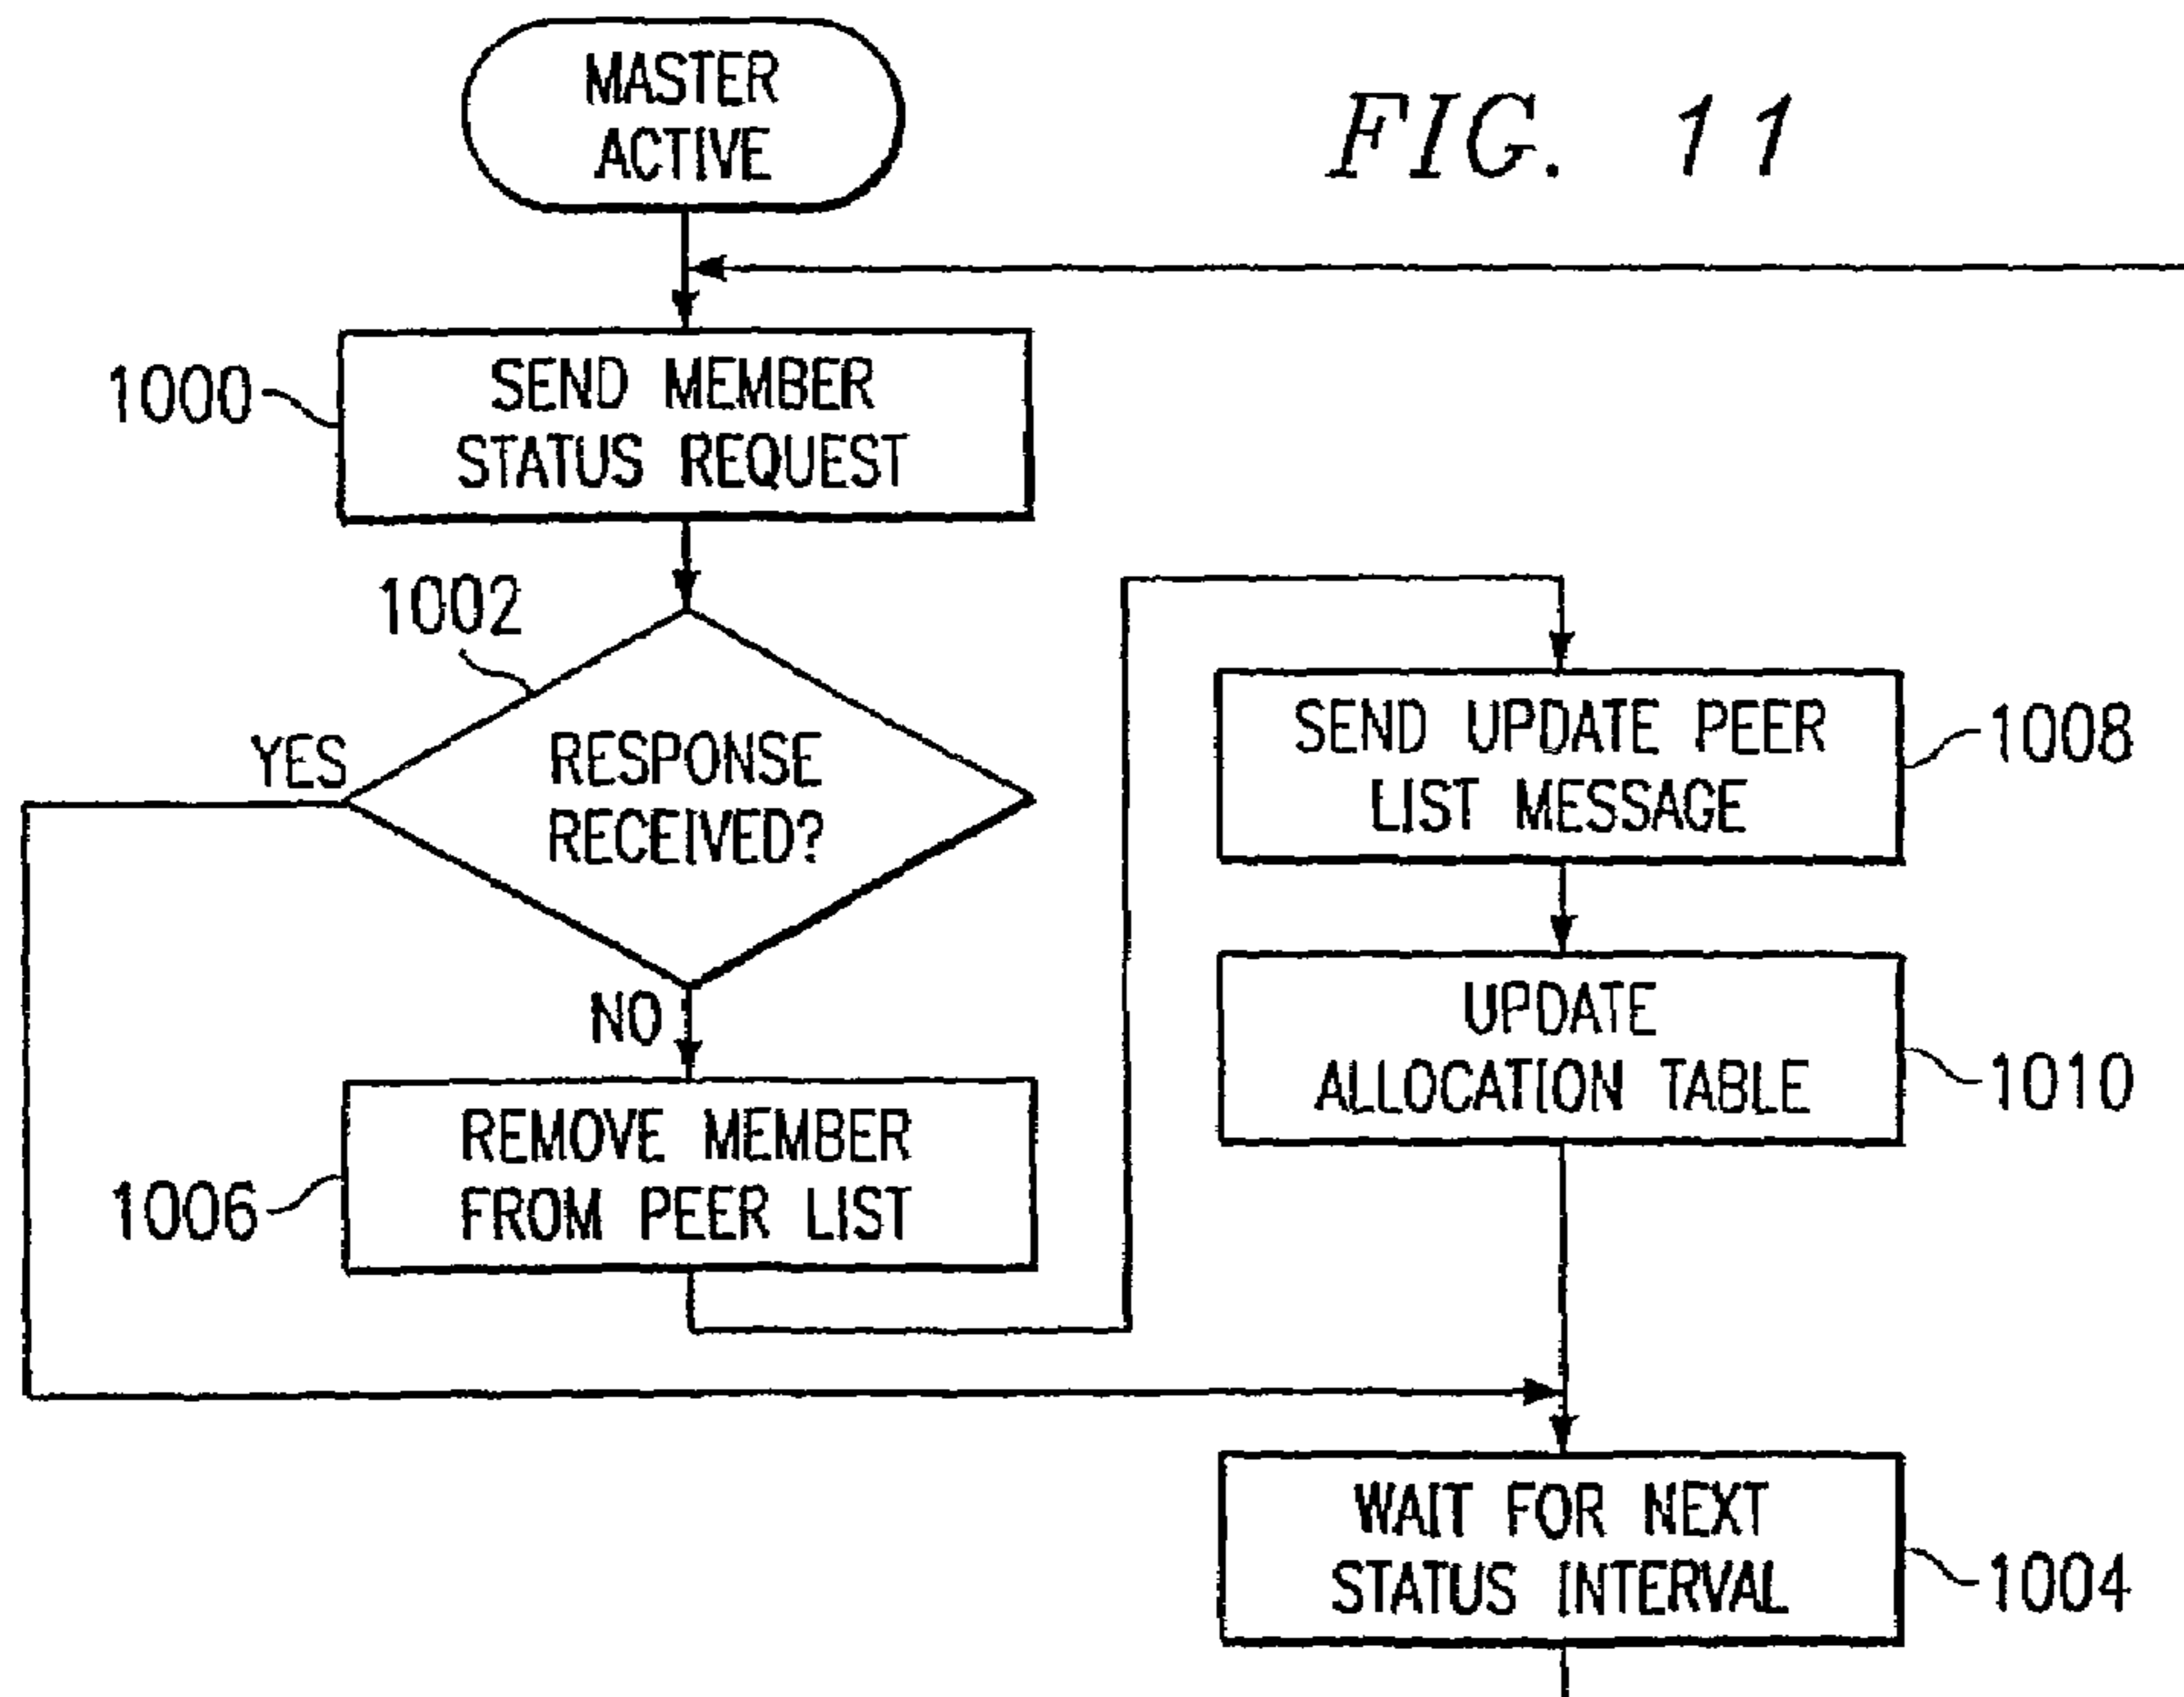 MASTER
ACTIVE
FIG. 11
1000
SEND MEMBER
STATUS REQUEST
1002
YES
RESPONSE
RECEIVED?
NO
1006
REMOVE MEMBER
FROM PEER LIST
SEND UPDATE PEER
LIST MESSAGE
1008
UPDATE
ALLOCATION TABLE
1010
WAIT FOR NEXT
STATUS INTERVAL
1004